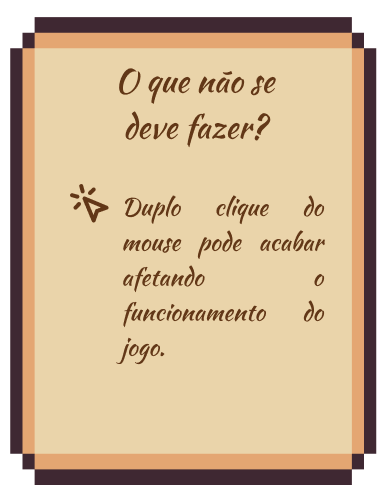 O que não se
deve fazer?
Duplo clique do
mouse pode acabar
afetando o
funcionamento do
jogo.